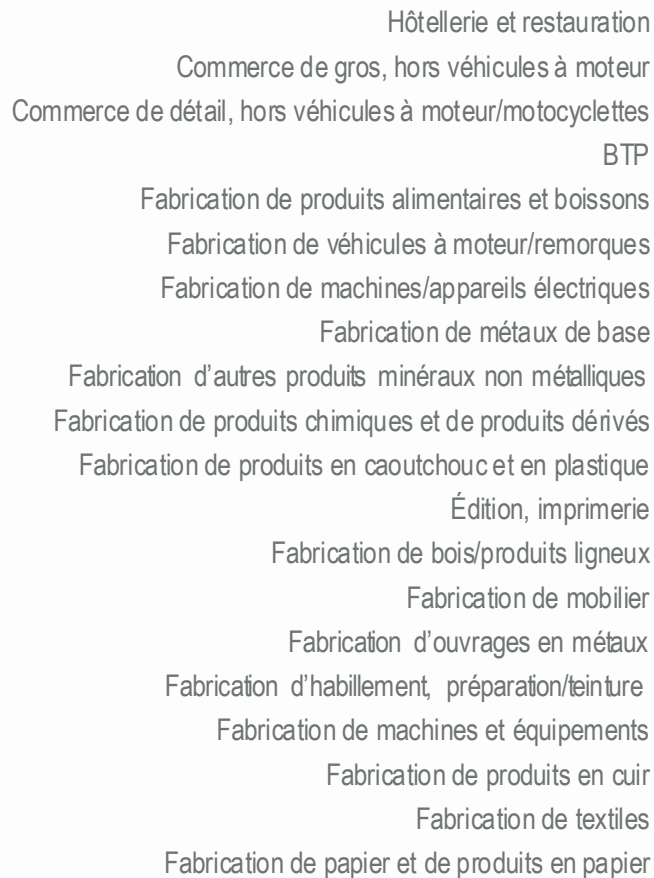 Hôtellerie et restauration
Commerce de gros, hors véhicules à moteur
Commerce de détail, hors véhicules à moteur/motocyclettes
BTP
Fabrication de produits alimentaires et boissons
Fabrication de véhicules à moteur/remorques
Fabrication de machines/appareils électriques
Fabrication de métaux de base
Fabrication d’autres produits minéraux non métalliques
Fabrication de produits chimiques et de produits dérivés
Fabrication de produits en caoutchouc et en plastique
Édition, imprimerie
Fabrication de bois/produits ligneux
Fabrication de mobilier
Fabrication d’ouvrages en métaux
Fabrication d’habillement, préparation/teinture
Fabrication de machines et équipements
Fabrication de produits en cuir
Fabrication de textiles
Fabrication de papier et de produits en papier